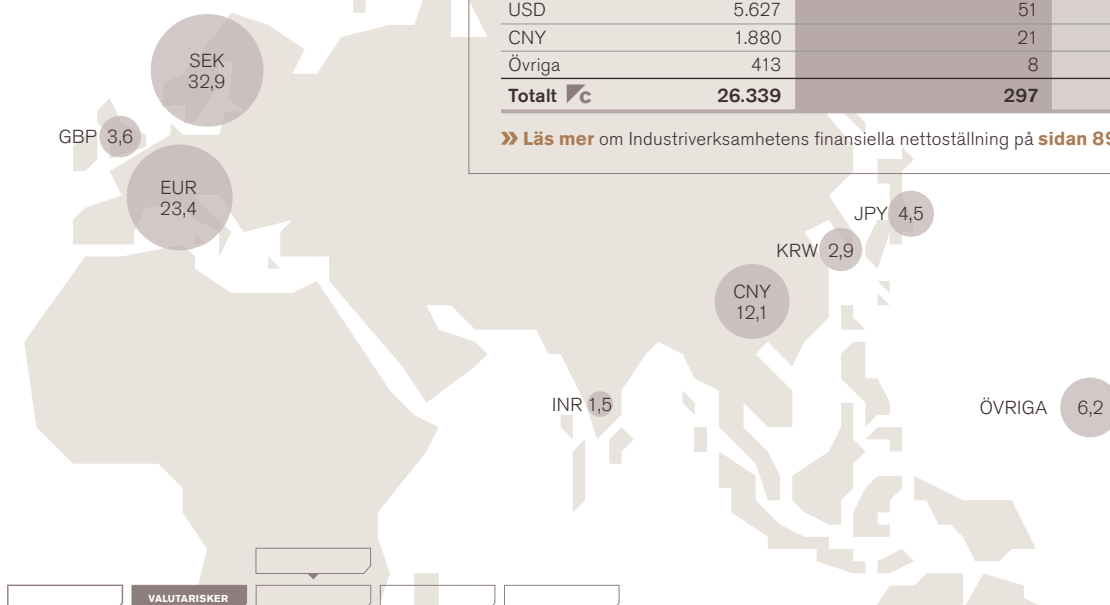 USD 5.627 51
CNY 1.880 21
Övriga 413 8
Totalt C 26.339 297
» Läs mer om Industriverksamhetens finansiella nettoställning på sidan 89
SEK
32,9
GBP 3,6
EUR
23,4
JPY 4,5
KRW 2,9
CNY
12,1
INR 1,5
ÖVRIGA 6,2
VALUTARISKER